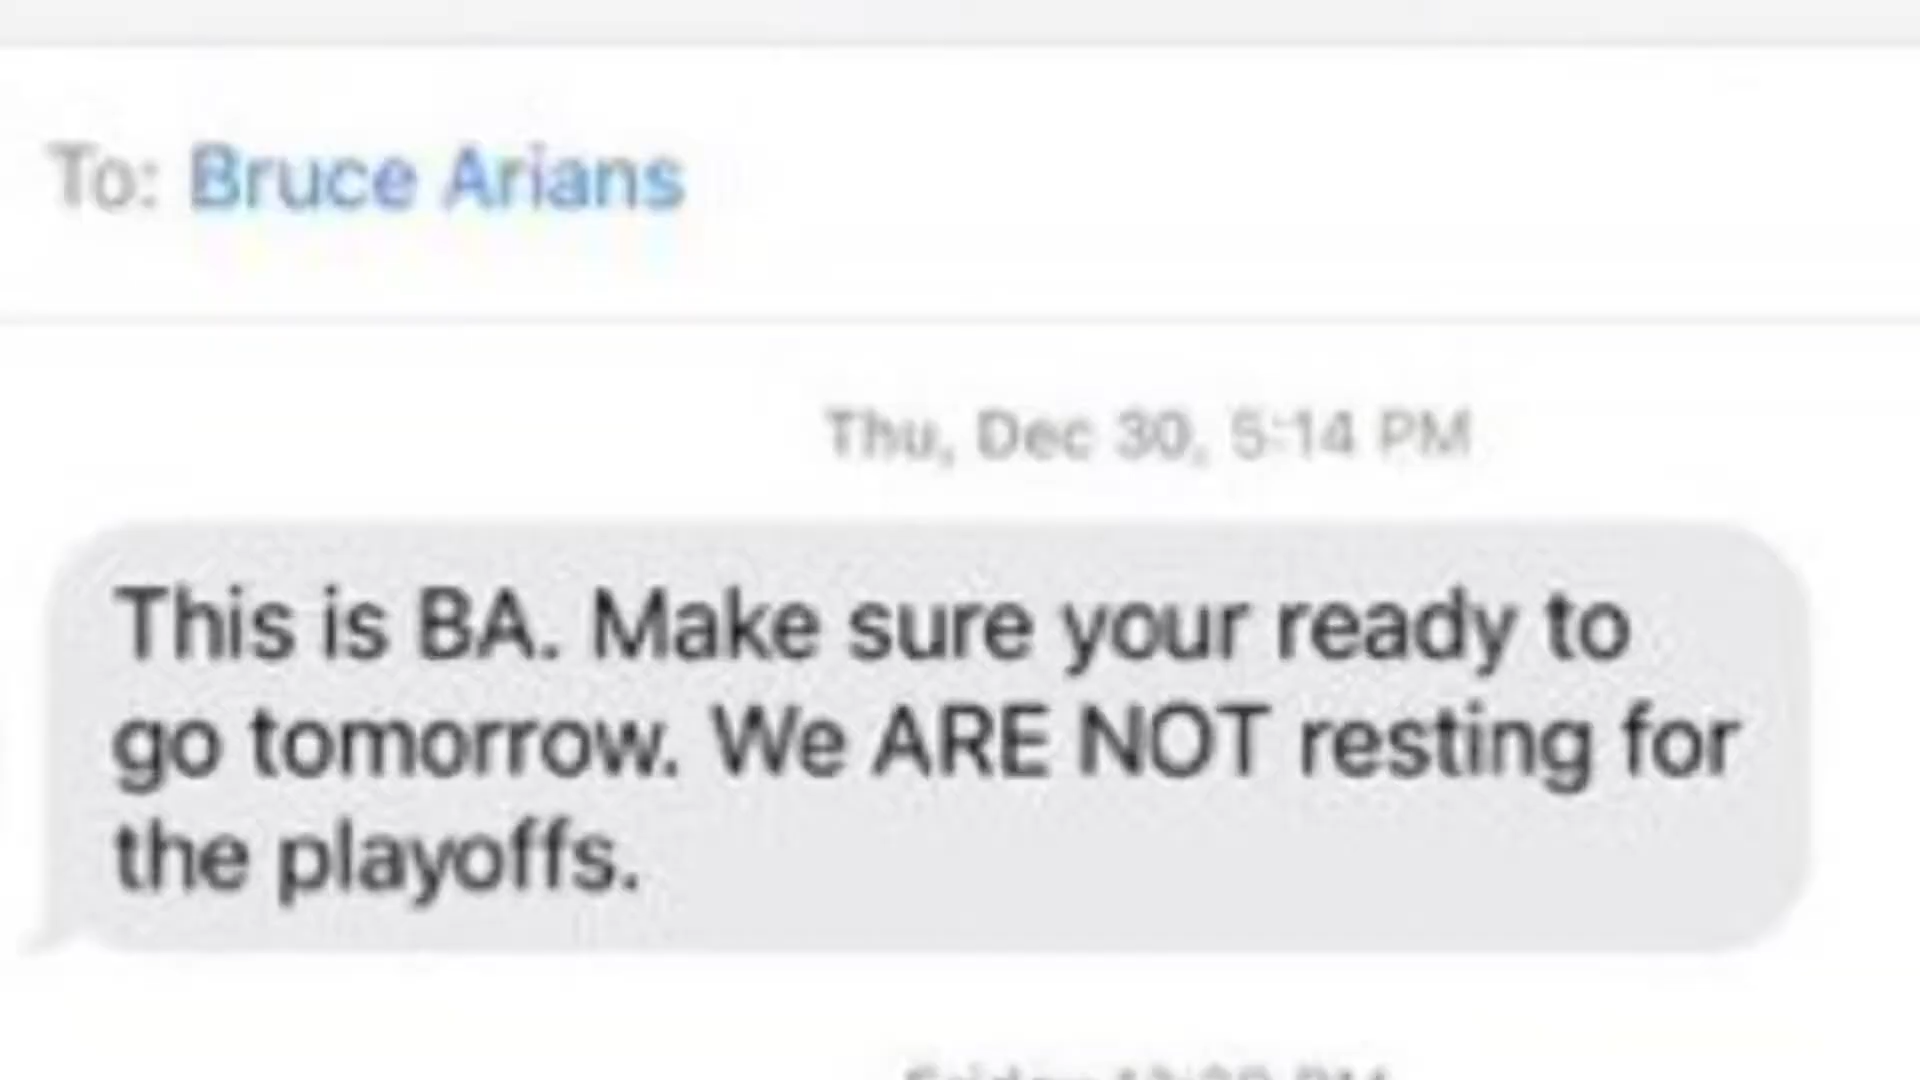 To: Bruce Arians
Thu, Dec 30, 5:14 PM
This is BA. Make sure your ready to
go tomorrow. We ARE NOT resting for
the playoffs.